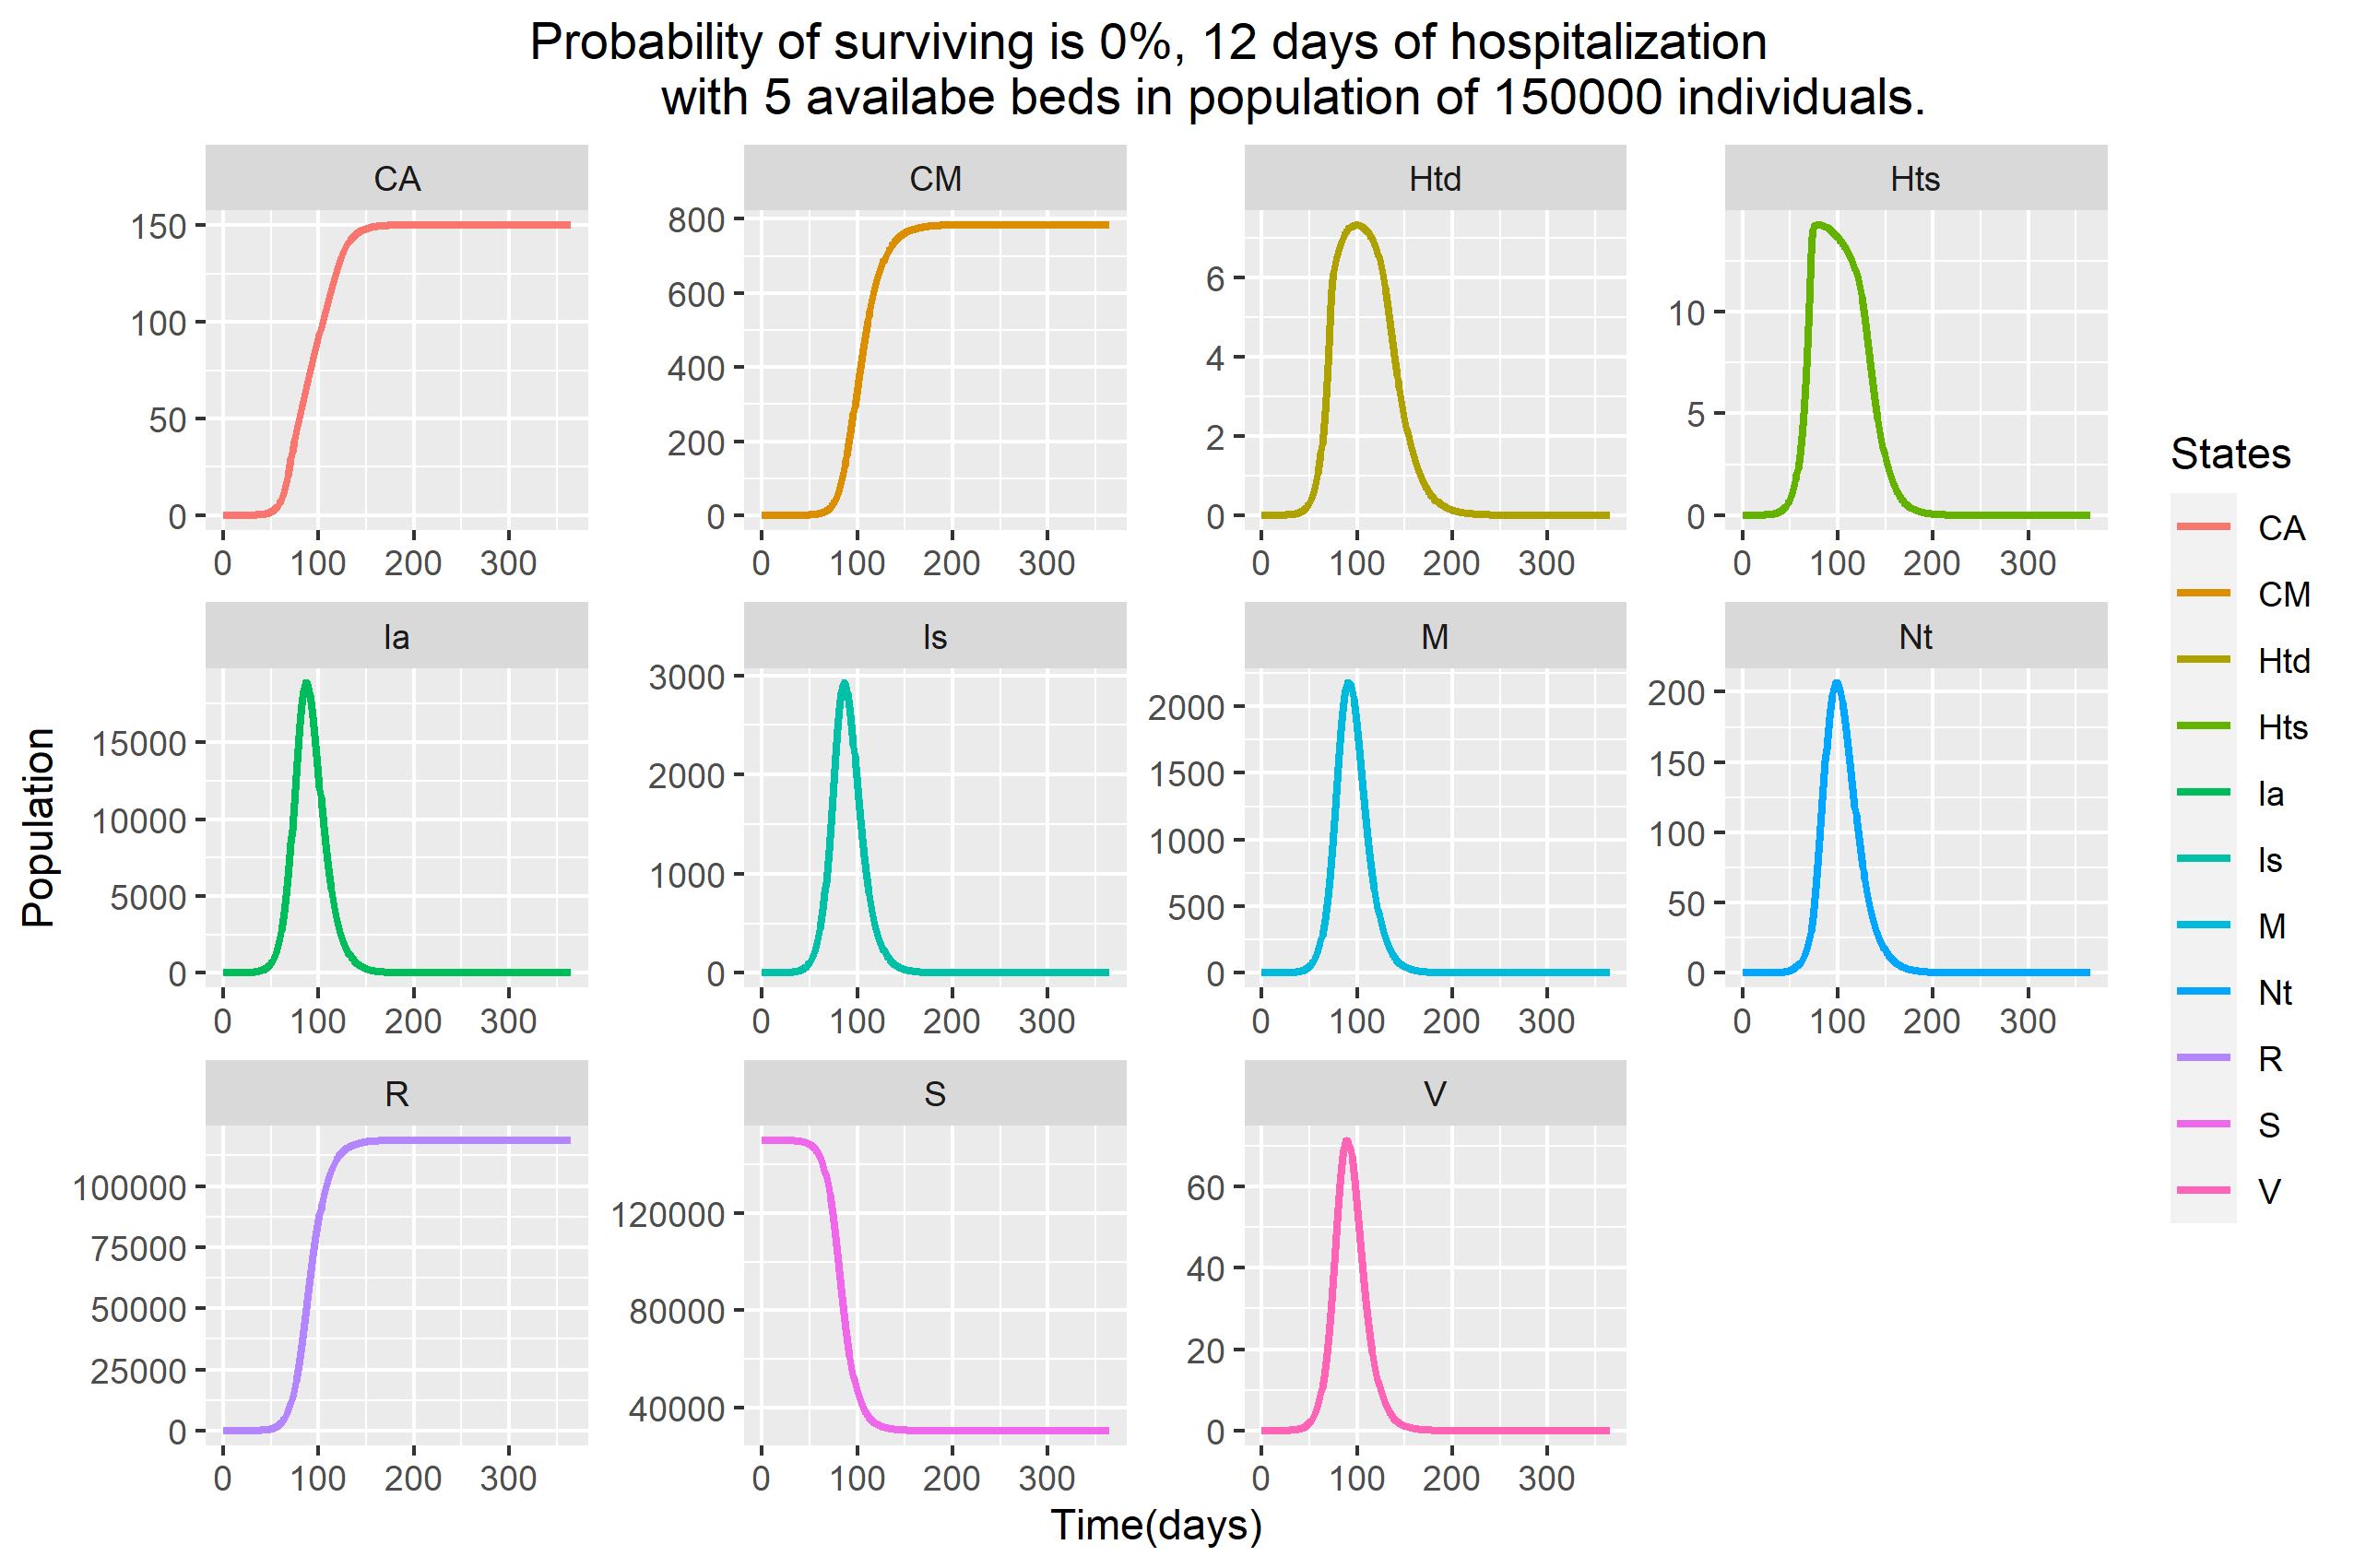 Probability of surviving is 0%, 12 days of hospitalization
with 5 availabe beds in population of 150000 individuals.
CA
CM
Htd
Hts
150
100
50
0
0 100 200 300
800
600
400
200
0
0 100 200 300
6
4
2
0
0 100 200 300
10
5
0
0 100 200 300
Ia
Is
M
Nt
15000
10000
5000
0
0 100 200 300
3000
2000
1000
0
0 100 200 300
2000
1500
1000
500
0
0 100 200 300
200
150
100
50
0
0 100 200 300
R
S
V
100000
75000
50000
25000
0
0 100 200 300
120000
80000
40000
0 100 200 300
60
40
20
0
0 100 200 300
Population
Time(days)
States
CA
CM
Htd
Hts
Ia
Is
M
Nt
R
S
V